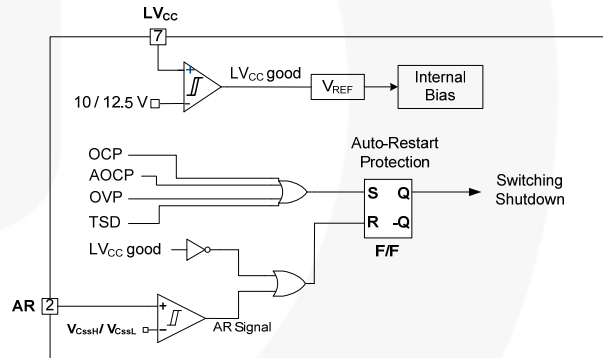 LVCC
7
LVCC good
10 / 12.5 V
VREF
Internal
Bias
Auto-Restart
Protection
OCP
AOCP
OVP
TSD
S Q
R -Q
F/F
Switching
Shutdown
LVCC good
AR 2
VCssH/ VCssL
AR Signal
+
-
+
-